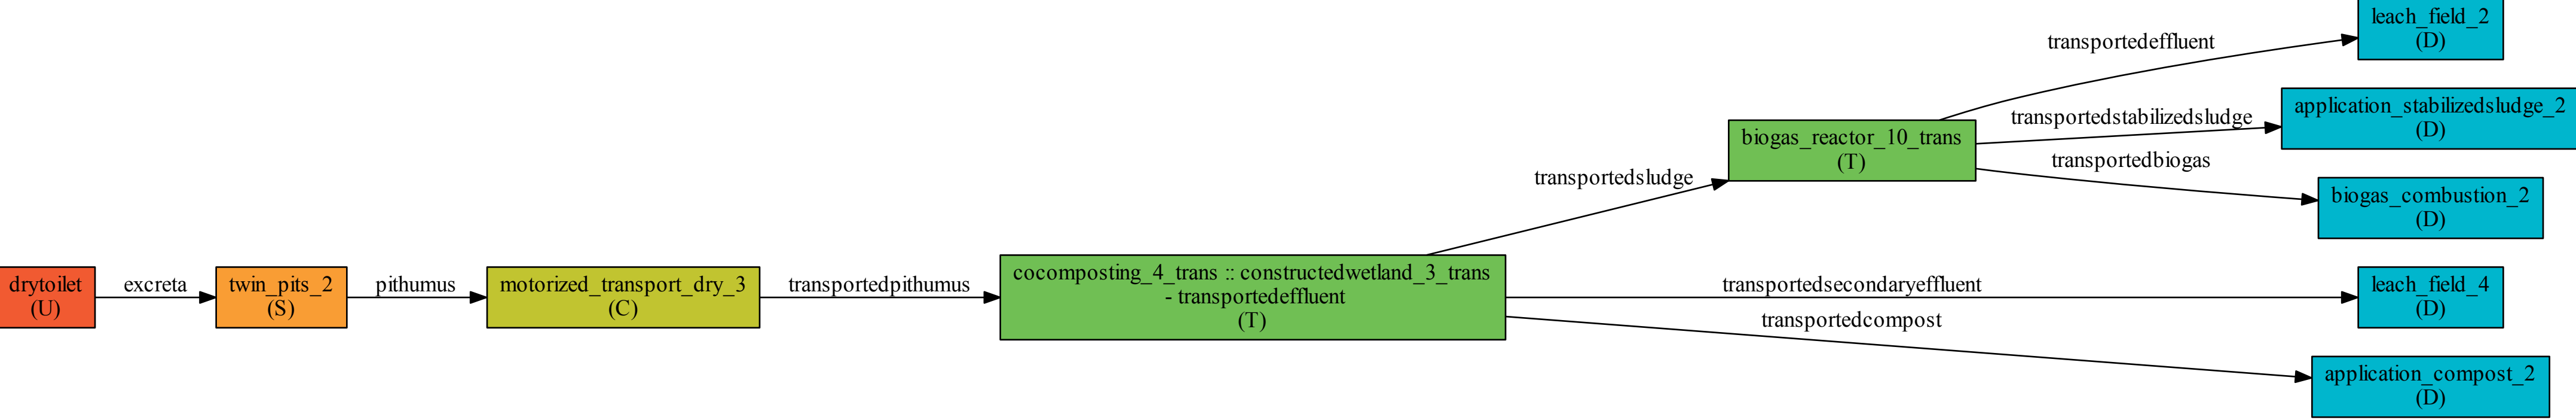 drytoilet
(U)
excreta
twin_pits_2
(S)
pithumus
motorized_transport_dry_3
(C)
transportedpithumus
cocomposting_4_trans :: constructedwetland_3_trans
- transportedeffluent
(T)
transportedsludge
biogas_reactor_10_trans
(T)
transportedeffluent
leach_field_2
(D)
transportedstabilizedsludge
application_stabilizedsludge_2
(D)
transportedbiogas
biogas_combustion_2
(D)
transportedsecondaryeffluent
leach_field_4
(D)
transportedcompost
application_compost_2
(D)